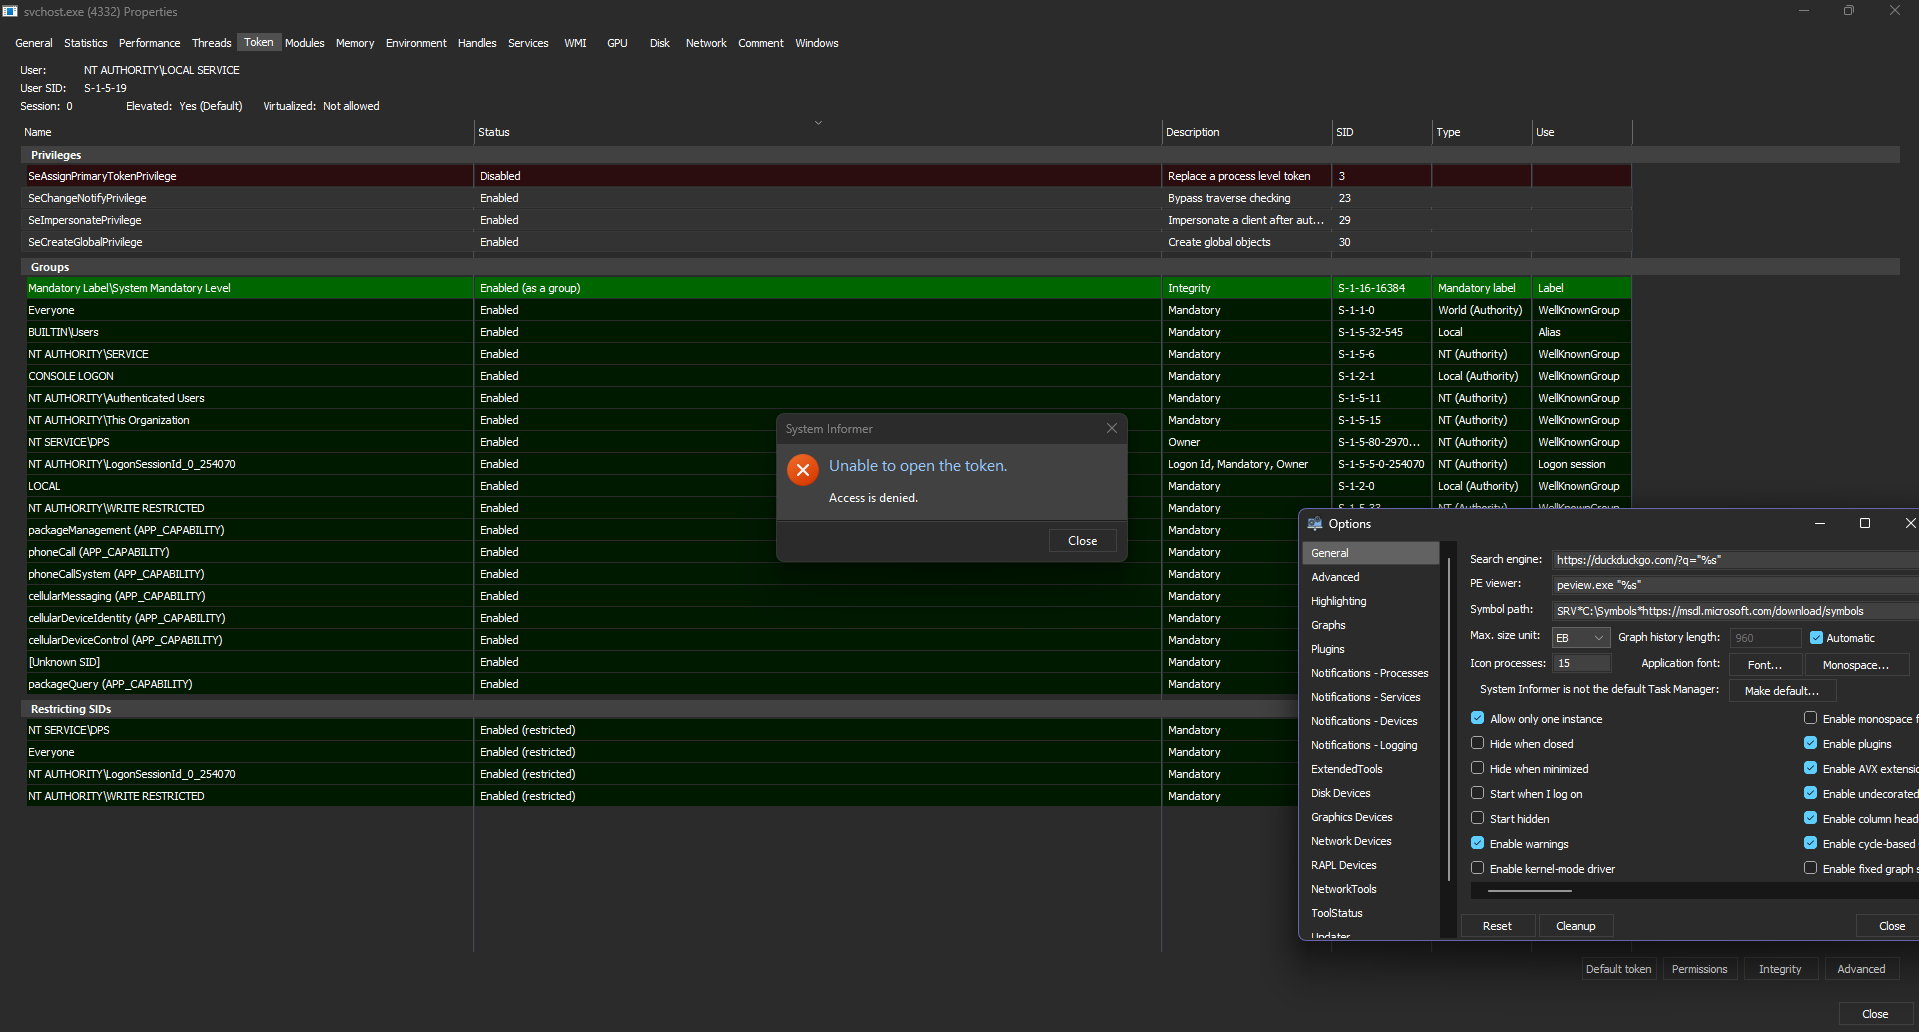 svchost.exe (4332) Properties
General Statistics Performance Threads Token Modules Memory Environment Handles Services WMI GPU Disk Network Comment Windows
User: NT AUTHORITY\LOCAL SERVICE
User SID: S-1-5-19
Session: 0 Elevated: Yes (Default) Virtualized: Not allowed
Name Status Description SID Type Use
Privileges
SeAssignPrimaryTokenPrivilege Disabled Replace a process level token 3
SeChangeNotifyPrivilege Enabled Bypass traverse checking 23
SeImpersonatePrivilege Enabled Impersonate a client after aut... 29
SeCreateGlobalPrivilege Enabled Create global objects 30
Groups
Mandatory Label\System Mandatory Level Enabled (as a group) Integrity S-1-16-16384 Mandatory label Label
Everyone Enabled Mandatory S-1-1-0 World (Authority) WellKnownGroup
BUILTIN\Users Enabled Mandatory S-1-5-32-545 Local Alias
NT AUTHORITY\SERVICE Enabled Mandatory S-1-5-6 NT (Authority) WellKnownGroup
CONSOLE LOGON Enabled Mandatory S-1-2-1 Local (Authority) WellKnownGroup
NT AUTHORITY\Authenticated Users Enabled Mandatory S-1-5-11 NT (Authority) WellKnownGroup
NT AUTHORITY\This Organization Enabled Mandatory S-1-5-15 NT (Authority) WellKnownGroup
NT SERVICE\DPS Enabled Owner S-1-5-80-2970... NT (Authority) WellKnownGroup
NT AUTHORITY\LogonSessionId_0_254070 Enabled Logon Id, Mandatory, Owner S-1-5-5-0-254070 NT (Authority) Logon session
LOCAL Enabled Mandatory S-1-2-0 Local (Authority) WellKnownGroup
NT AUTHORITY\WRITE RESTRICTED Enabled Mandatory S-1-5-33 NT (Authority) WellKnownGroup
packageManagement (APP_CAPABILITY) Enabled Mandatory
phoneCall (APP_CAPABILITY) Enabled Mandatory
phoneCallSystem (APP_CAPABILITY) Enabled Mandatory
cellularMessaging (APP_CAPABILITY) Enabled Mandatory
cellularDeviceIdentity (APP_CAPABILITY) Enabled Mandatory
cellularDeviceControl (APP_CAPABILITY) Enabled Mandatory
[Unknown SID] Enabled Mandatory
packageQuery (APP_CAPABILITY) Enabled Mandatory
Restricting SIDs
NT SERVICE\DPS Enabled (restricted) Mandatory
Everyone Enabled (restricted) Mandatory
NT AUTHORITY\LogonSessionId_0_254070 Enabled (restricted) Mandatory
NT AUTHORITY\WRITE RESTRICTED Enabled (restricted) Mandatory
System Informer
Unable to open the token.
Access is denied.
Close
Options
General
Advanced
Highlighting
Graphs
Plugins
Notifications - Processes
Notifications - Services
Notifications - Devices
Notifications - Logging
ExtendedTools
Disk Devices
Graphics Devices
Network Devices
RAPL Devices
NetworkTools
ToolStatus
Updater
Search engine: https://duckduckgo.com/?q="%s"
PE viewer: peview.exe "%s"
Symbol path: SRV*C:\Symbols*https://msdl.microsoft.com/download/symbols
Max. size unit: EB Graph history length: 960 Automatic
Icon processes: 15 Application font: Font... Monospace...
System Informer is not the default Task Manager: Make default...
Allow only one instance Enable monospace f
Hide when closed Enable plugins
Hide when minimized Enable AVX extensio
Start when I log on Enable undecorated
Start hidden Enable column head
Enable warnings Enable cycle-based
Enable kernel-mode driver Enable fixed graph s
Reset Cleanup Close
Default token Permissions Integrity Advanced
Close